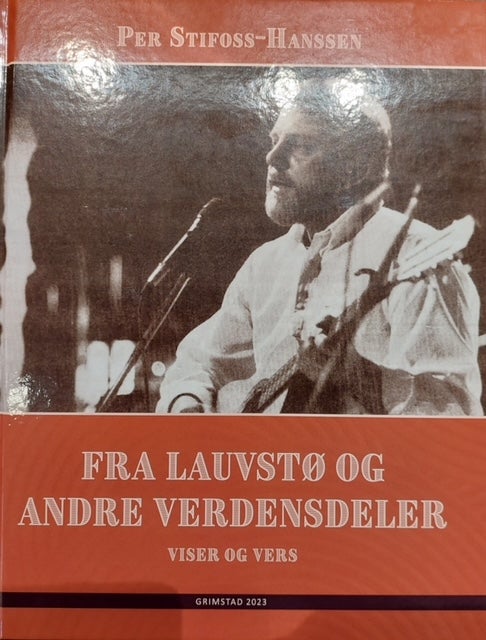 PER STIFOSS-HANSSEN
FRA LAUVSTØ OG
ANDRE VERDENSDELER
VISER OG VERS
GRIMSTAD 2023